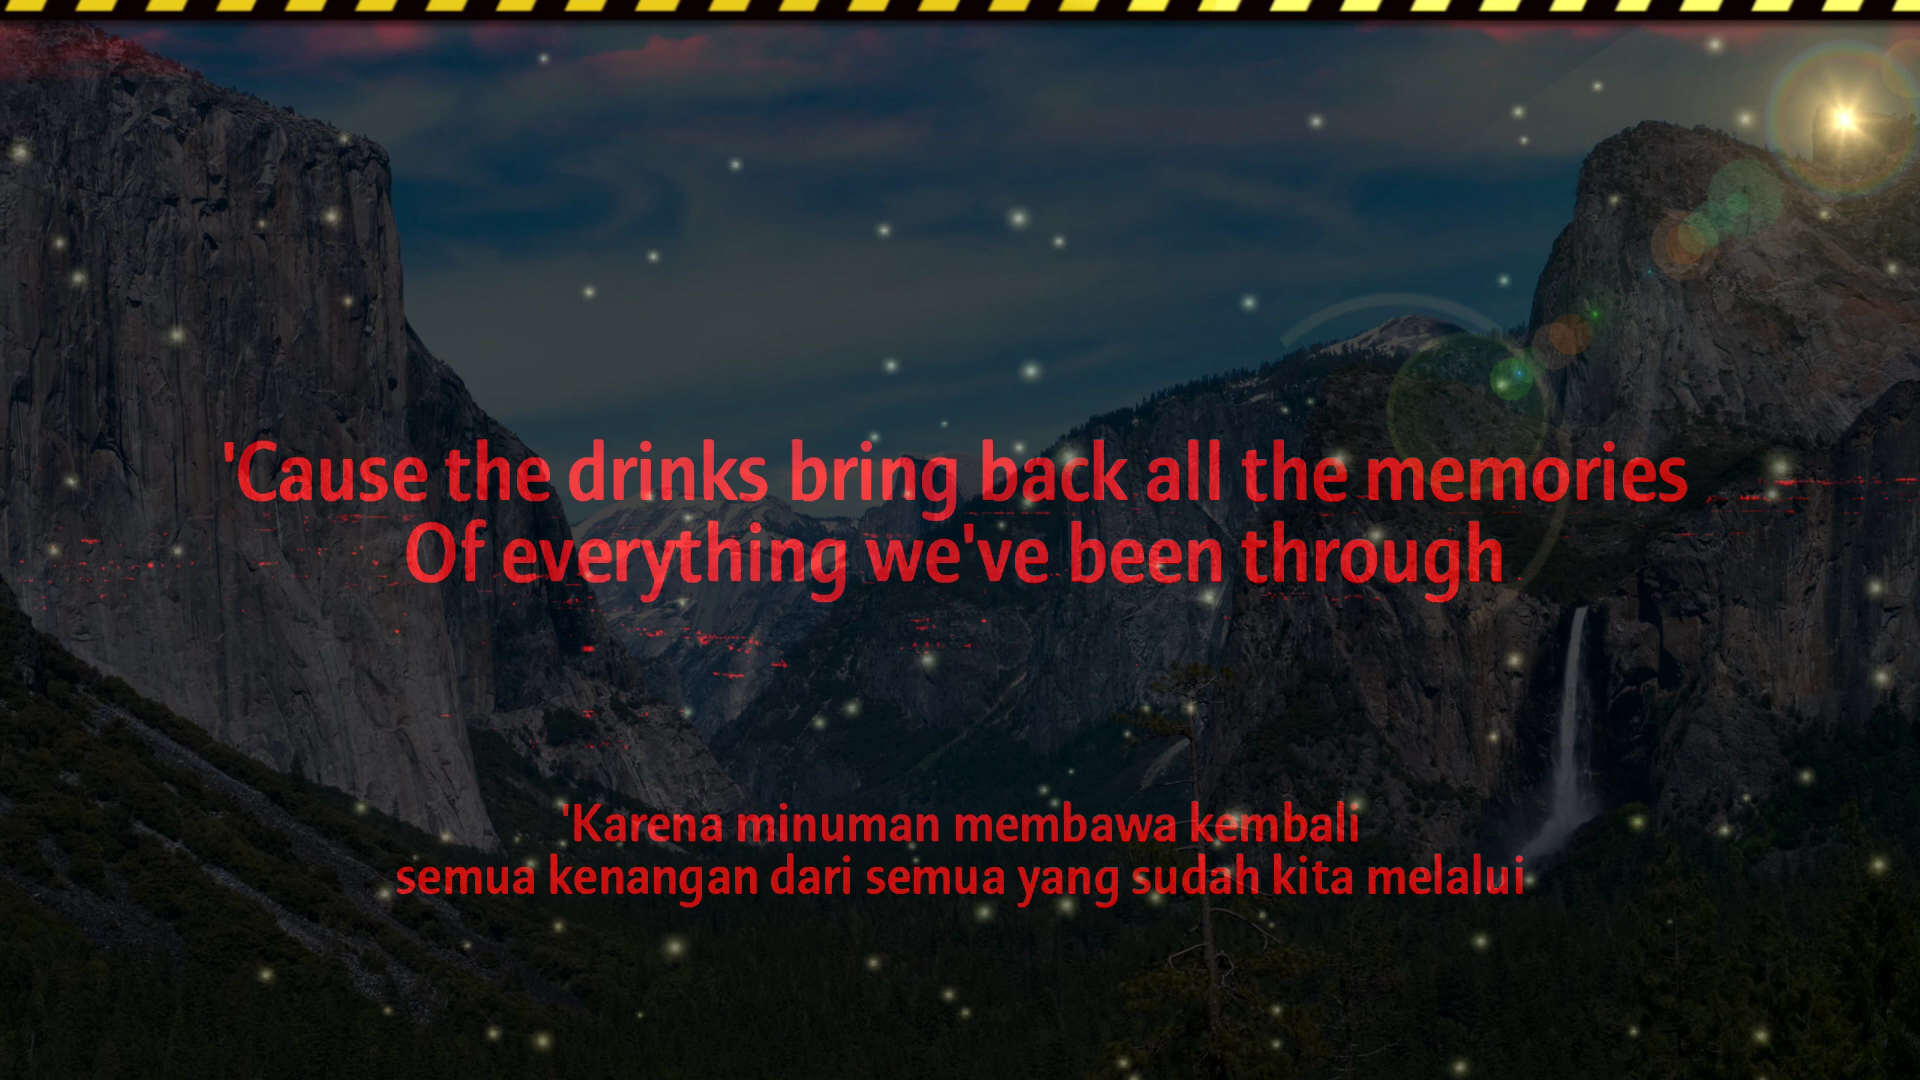 'Cause the drinks bring back all the memories
Of everything we've been through
'Karena minuman membawa kembali
semua kenangan dari semua yang sudah kita melalui